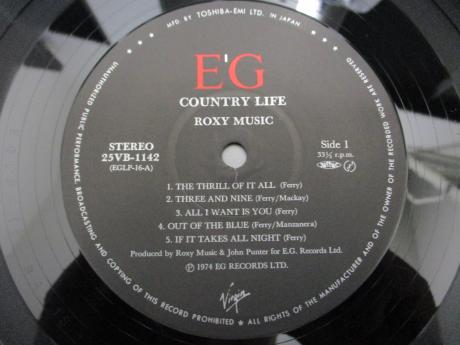 MFD. BY TOSHIBA-EMI LTD. IN JAPAN
E'G
COUNTRY LIFE
ROXY MUSIC
STEREO
25VB-1142
(EGLP-16-A)
Side 1
33⅓ r.p.m.
1. THE THRILL OF IT ALL (Ferry)
2. THREE AND NINE (Ferry/Mackay)
3. ALL I WANT IS YOU (Ferry)
4. OUT OF THE BLUE (Ferry/Manzanera)
5. IF IT TAKES ALL NIGHT (Ferry)
Produced by Roxy Music & John Punter for E.G. Records Ltd.
Ⓟ 1974 EG RECORDS LTD.
Virgin
UNAUTHORIZED PUBLIC PERFORMANCE, BROADCASTING AND COPYING OF THIS RECORD PROHIBITED ★ ALL RIGHTS OF THE MANUFACTURER AND OF THE OWNER OF THE RECORDED WORK ARE RESERVED